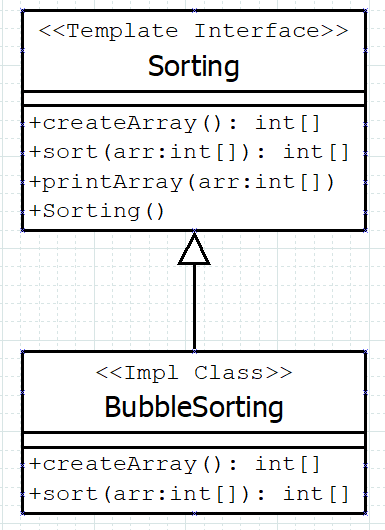 <<Template Interface>>
Sorting
+createArray(): int[]
+sort(arr:int[]): int[]
+printArray(arr:int[])
+Sorting()
<<Impl Class>>
BubbleSorting
+createArray(): int[]
+sort(arr:int[]): int[]